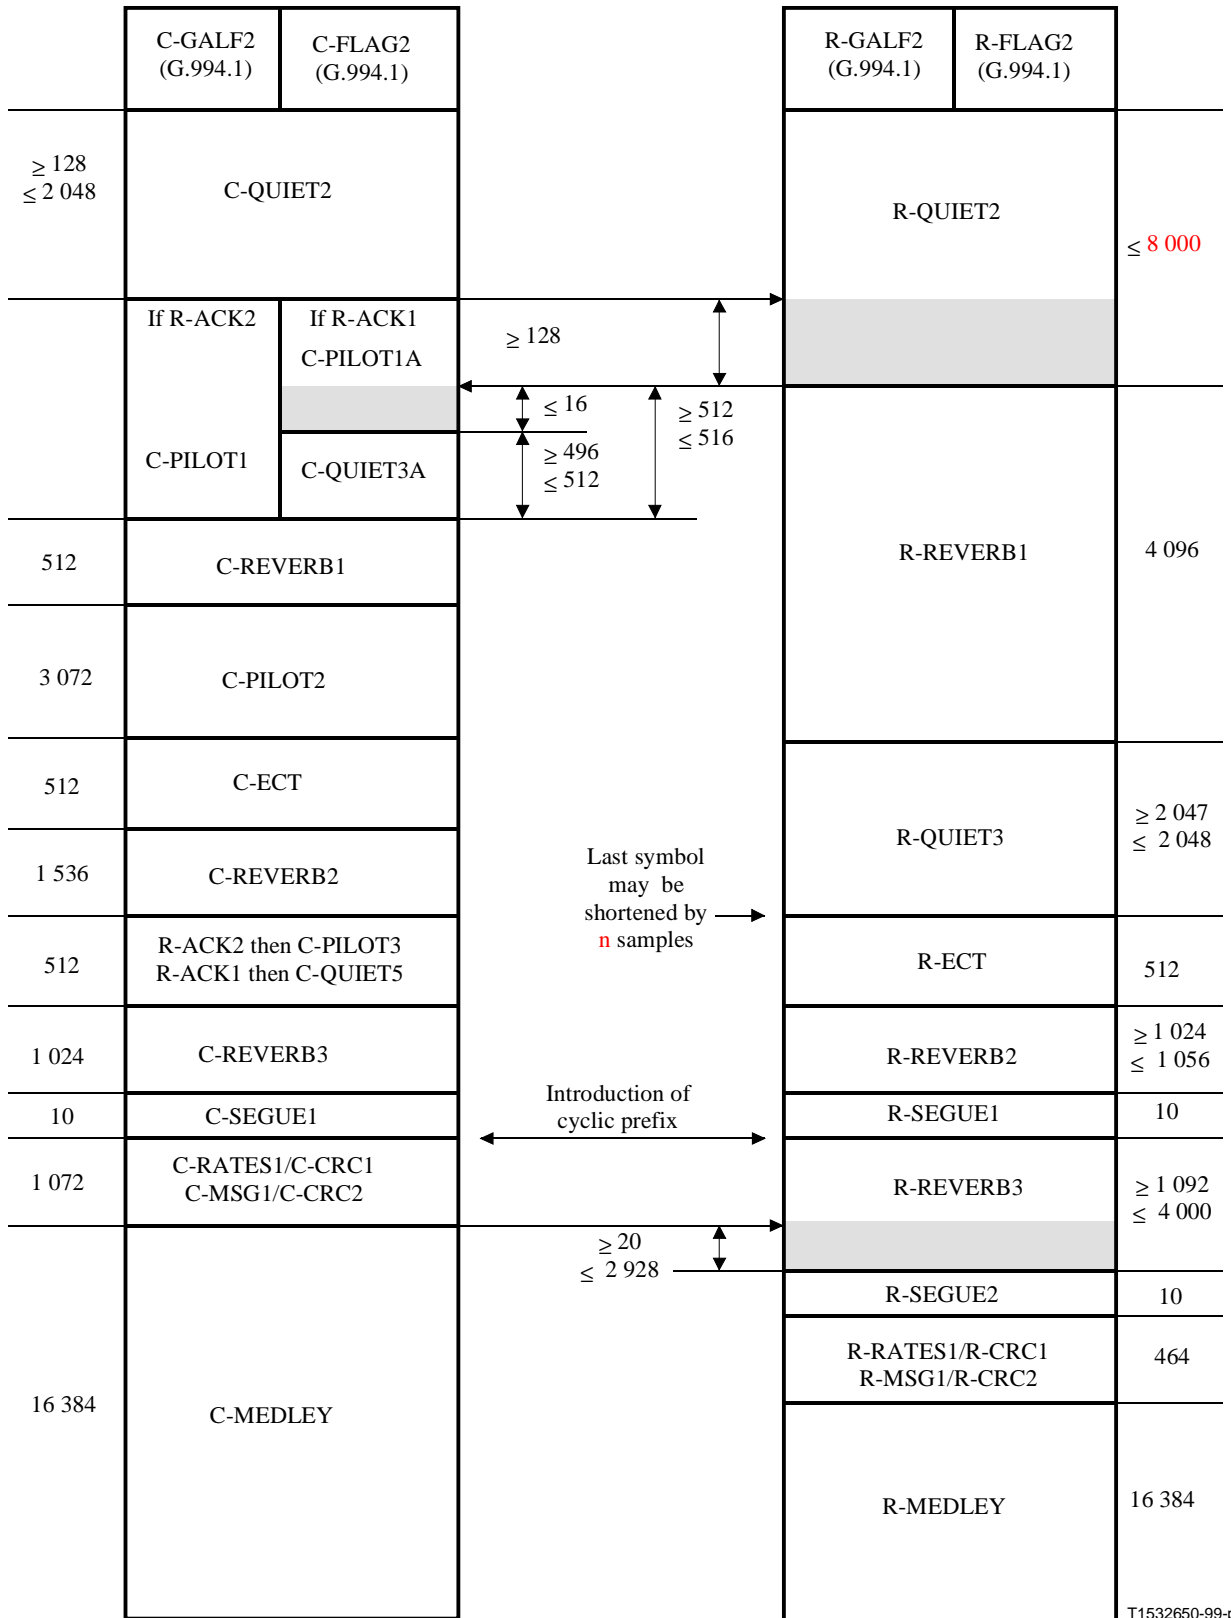 C-GALF2
(G.994.1)
C-FLAG2
(G.994.1)
R-GALF2
(G.994.1)
R-FLAG2
(G.994.1)
≥ 128
≤ 2 048
C-QUIET2
R-QUIET2
≤ 8 000
If R-ACK2
If R-ACK1
C-PILOT1A
≥ 128
≤ 16
≥ 512
≤ 516
C-PILOT1
C-QUIET3A
≥ 496
≤ 512
512
C-REVERB1
R-REVERB1
4 096
3 072
C-PILOT2
512
C-ECT
R-QUIET3
≥ 2 047
≤ 2 048
1 536
C-REVERB2
Last symbol
may be
shortened by
n samples
512
R-ACK2 then C-PILOT3
R-ACK1 then C-QUIET5
R-ECT
512
1 024
C-REVERB3
R-REVERB2
≥ 1 024
≤ 1 056
Introduction of
cyclic prefix
10
C-SEGUE1
R-SEGUE1
10
1 072
C-RATES1/C-CRC1
C-MSG1/C-CRC2
R-REVERB3
≥ 1 092
≤ 4 000
≥ 20
≤ 2 928
R-SEGUE2
10
R-RATES1/R-CRC1
R-MSG1/R-CRC2
464
16 384
C-MEDLEY
R-MEDLEY
16 384